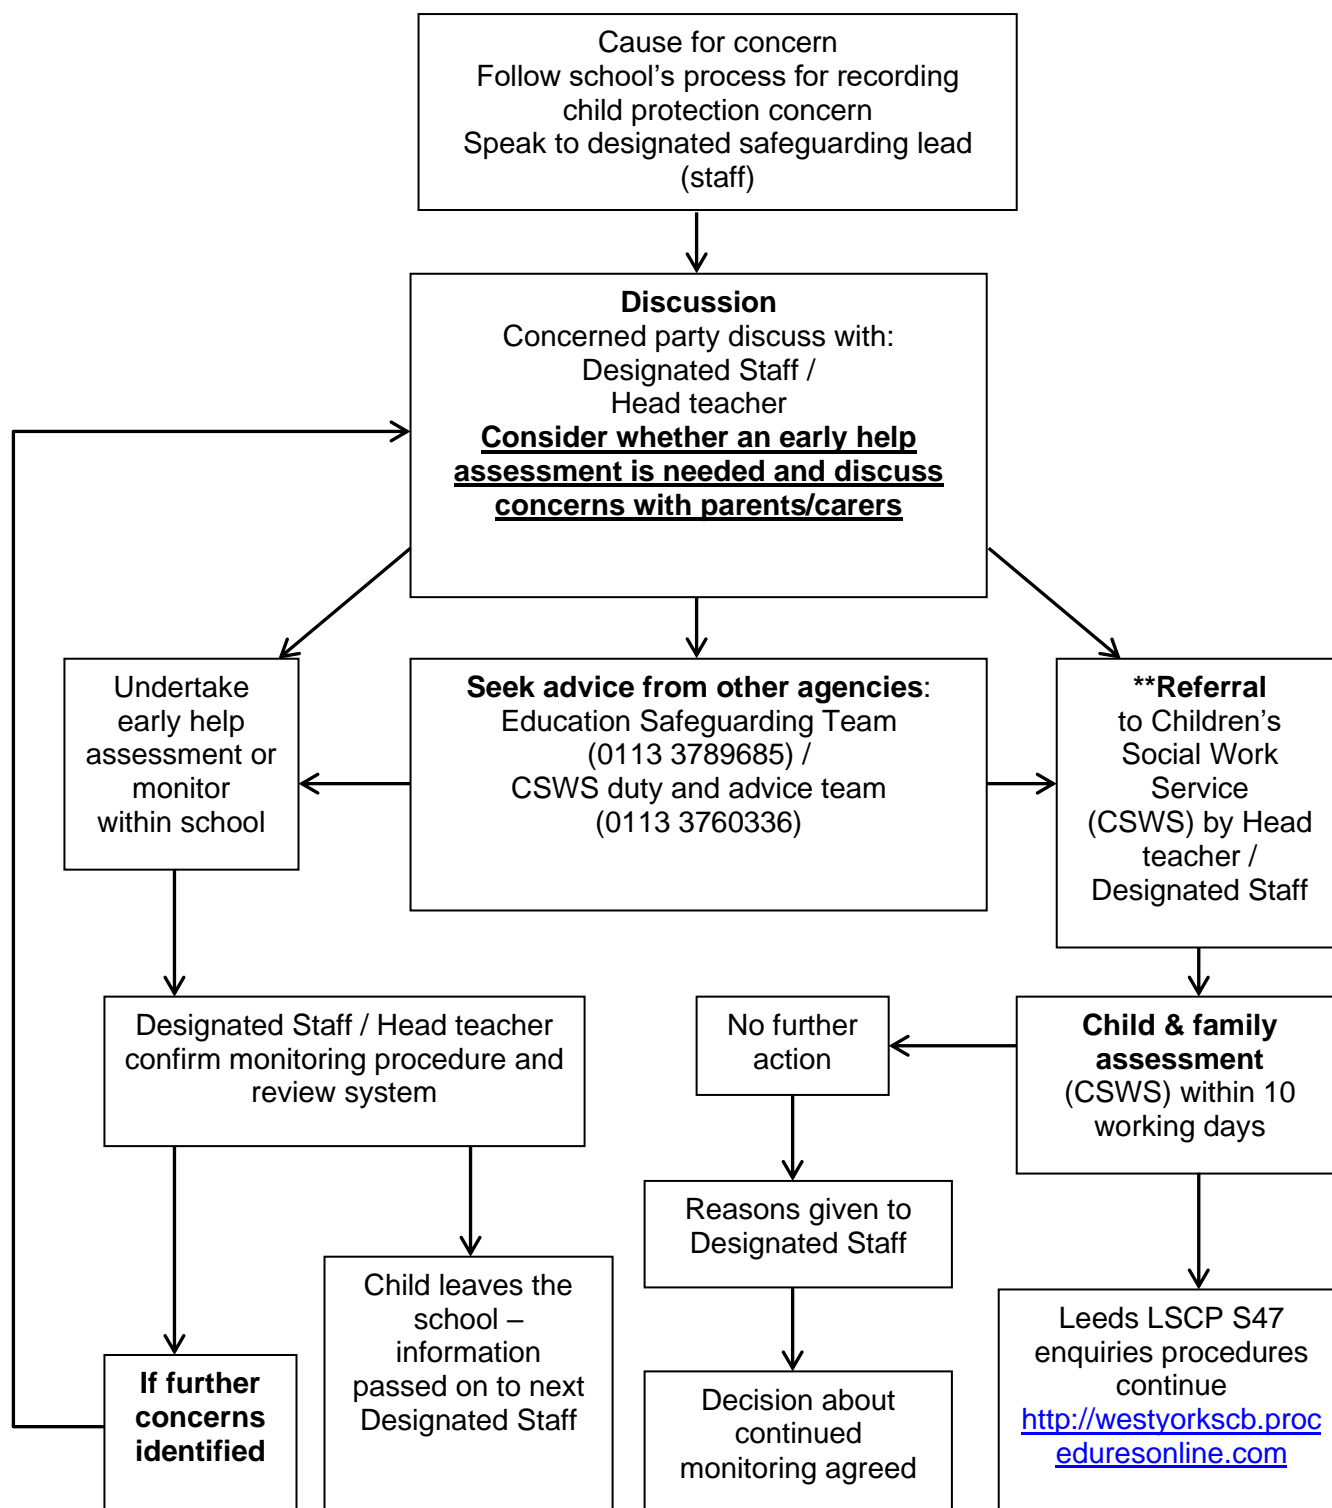 Cause for concern
Follow school’s process for recording
child protection concern
Speak to designated safeguarding lead
(staff)
Discussion
Concerned party discuss with:
Designated Staff /
Head teacher
Consider whether an early help
assessment is needed and discuss
concerns with parents/carers
Undertake
early help
assessment or
monitor
within school
Seek advice from other agencies:
Education Safeguarding Team
(0113 3789685) /
CSWS duty and advice team
(0113 3760336)
**Referral
to Children’s
Social Work
Service
(CSWS) by Head
teacher /
Designated Staff
Designated Staff / Head teacher
confirm monitoring procedure and
review system
No further
action
Child & family
assessment
(CSWS) within 10
working days
Reasons given to
Designated Staff
If further
concerns
identified
Child leaves the
school –
information
passed on to next
Designated Staff
Decision about
continued
monitoring agreed
Leeds LSCP S47
enquiries procedures
continue
http://westyorkscb.proc
eduresonline.com